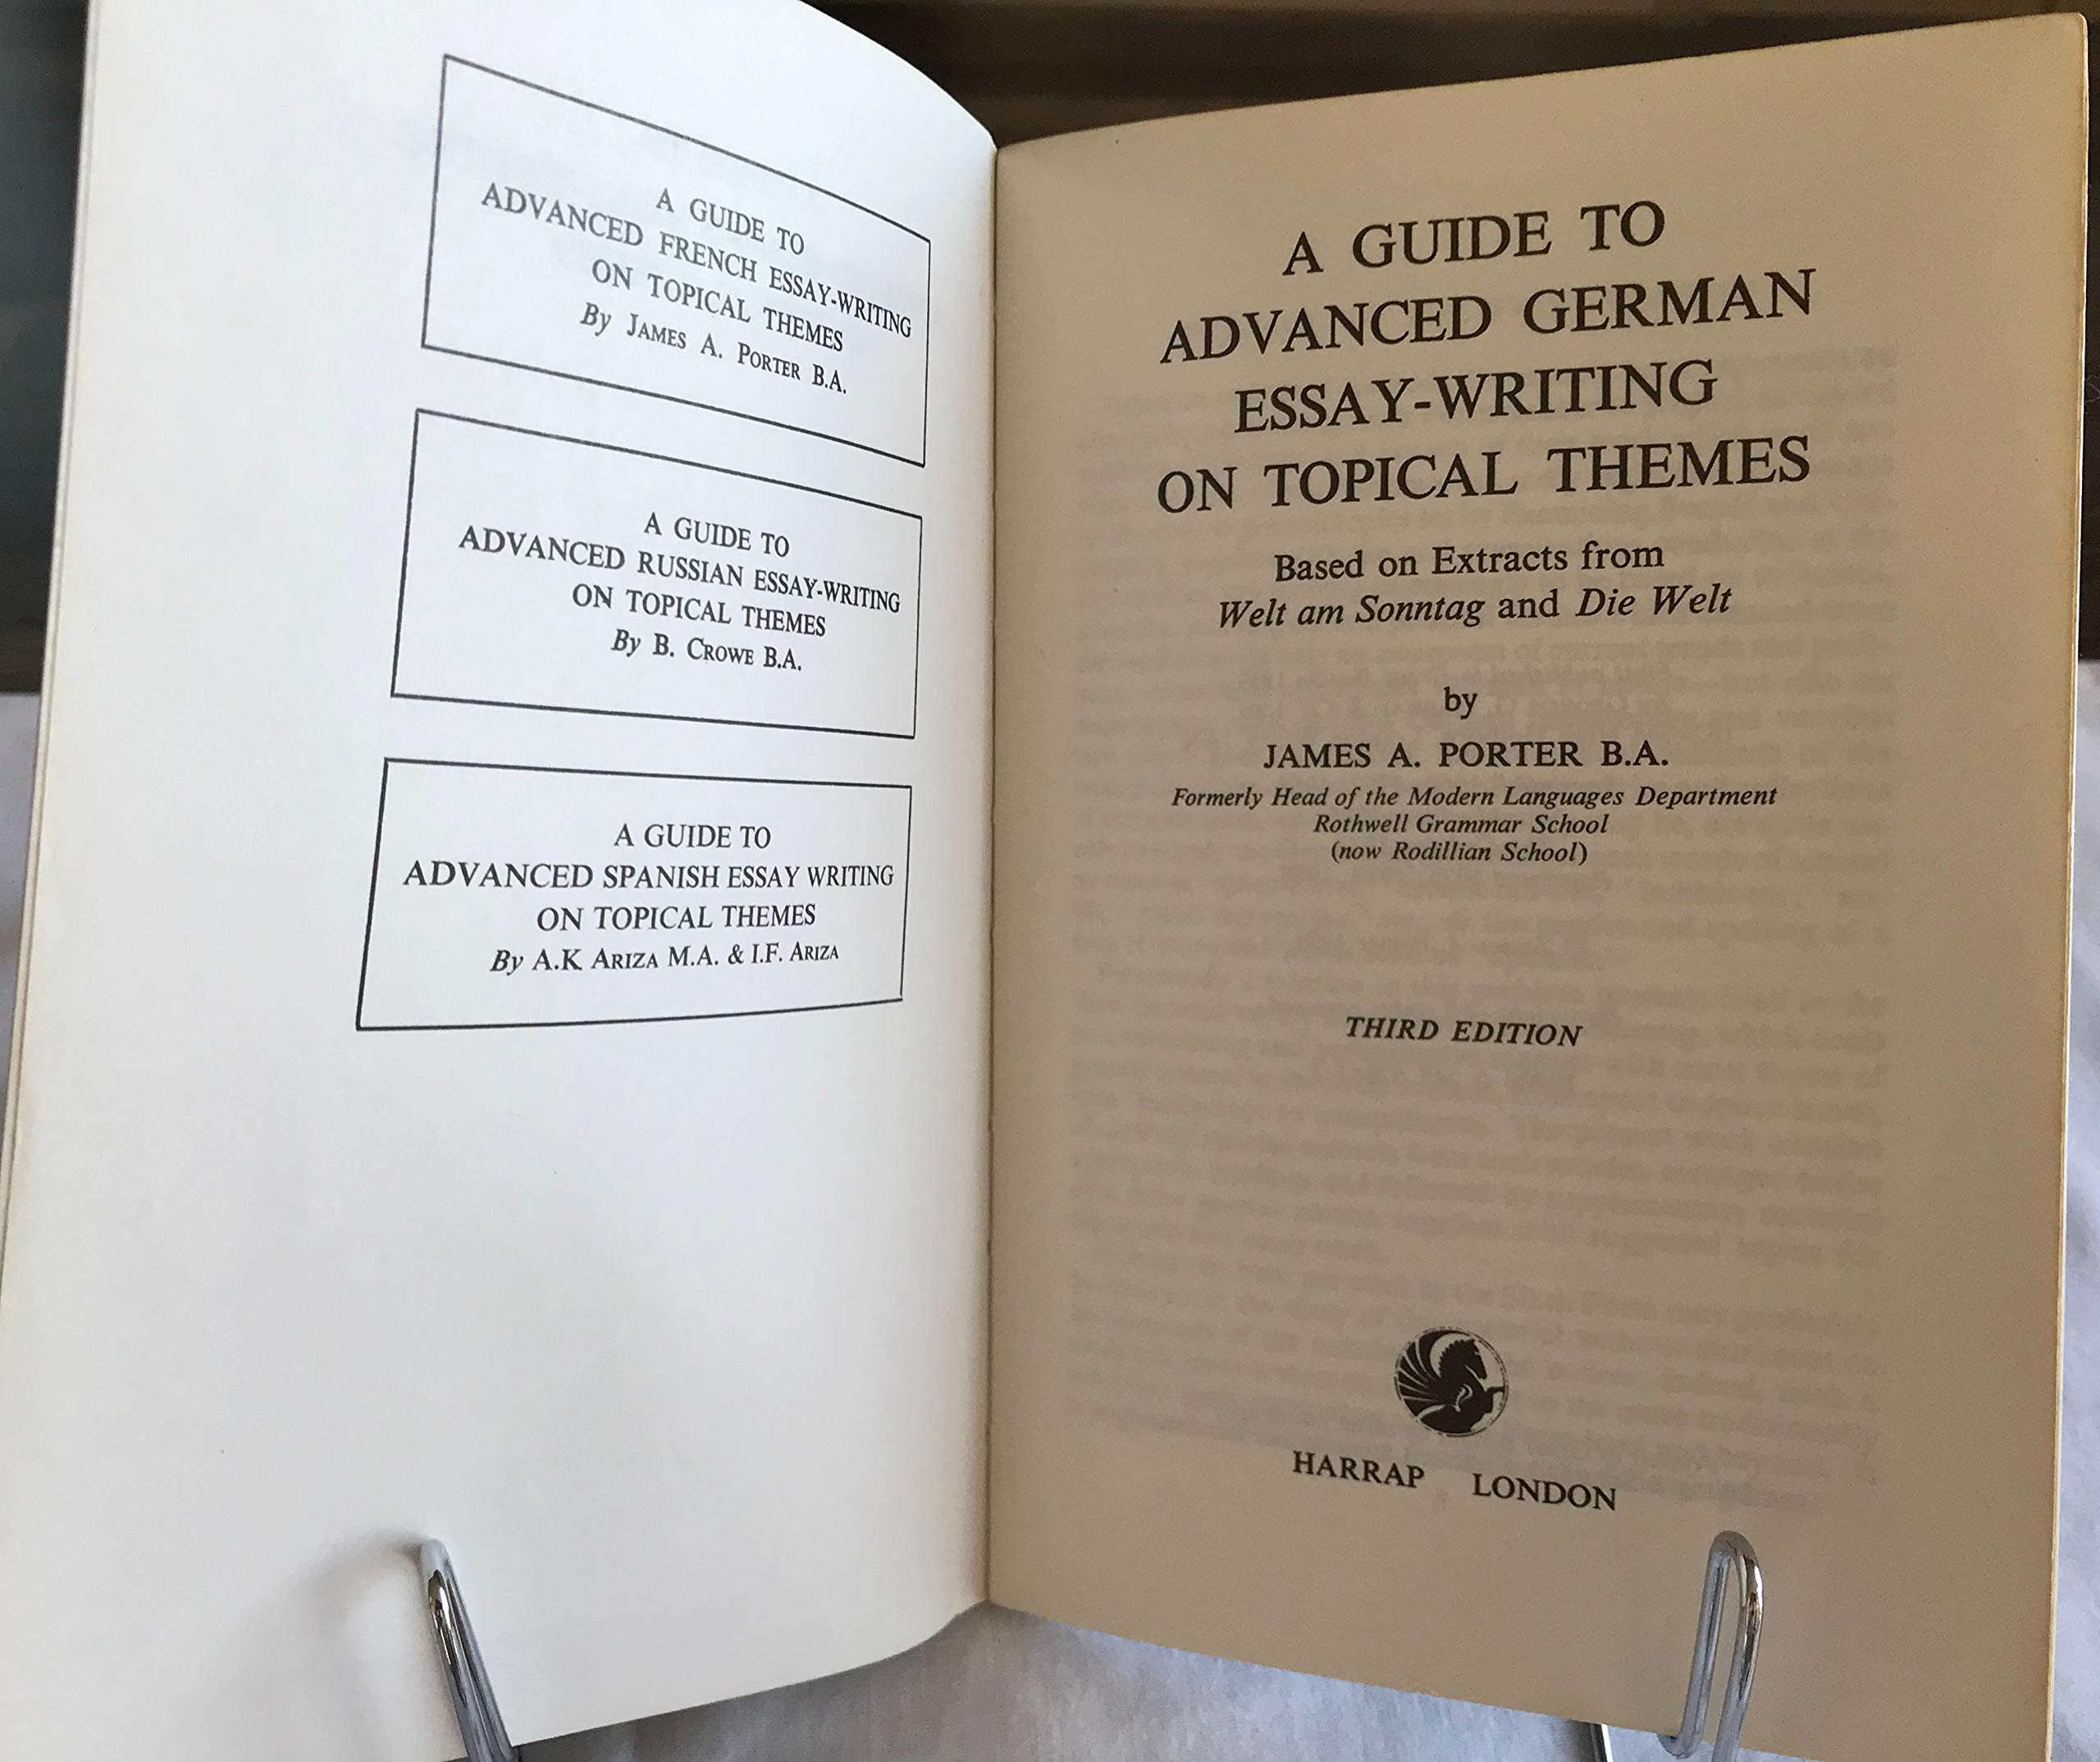 A GUIDE TO
ADVANCED FRENCH ESSAY-WRITING
ON TOPICAL THEMES
By JAMES A. PORTER B.A.
A GUIDE TO
ADVANCED RUSSIAN ESSAY-WRITING
ON TOPICAL THEMES
By B. CROWE B.A.
A GUIDE TO
ADVANCED SPANISH ESSAY WRITING
ON TOPICAL THEMES
By A.K ARIZA M.A. & I.F. ARIZA
A GUIDE TO
ADVANCED GERMAN
ESSAY-WRITING
ON TOPICAL THEMES
Based on Extracts from
Welt am Sonntag and Die Welt
by
JAMES A. PORTER B.A.
Formerly Head of the Modern Languages Department
Rothwell Grammar School
(now Rodillian School)
THIRD EDITION
HARRAP LONDON